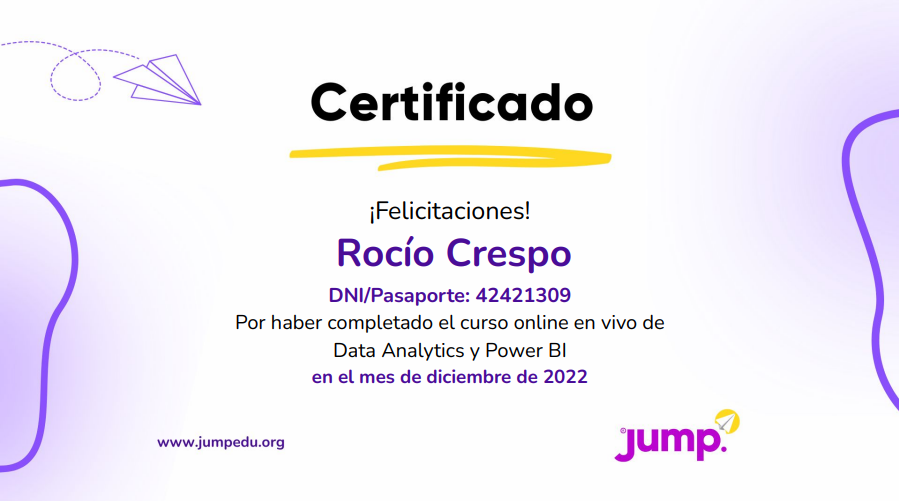 Certificado
¡Felicitaciones!
Rocío Crespo
DNI/Pasaporte: 42421309
Por haber completado el curso online en vivo de
Data Analytics y Power BI
en el mes de diciembre de 2022
www.jumpedu.org
jump.